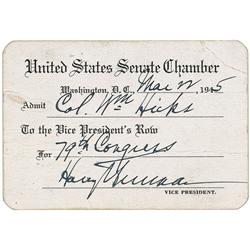 United States Senate Chamber
Washington, D.C., Mar 22, 1945
Admit Col. Wm Hicks
To the Vice President's Row
For 79th Congress
Harry Truman
VICE PRESIDENT.